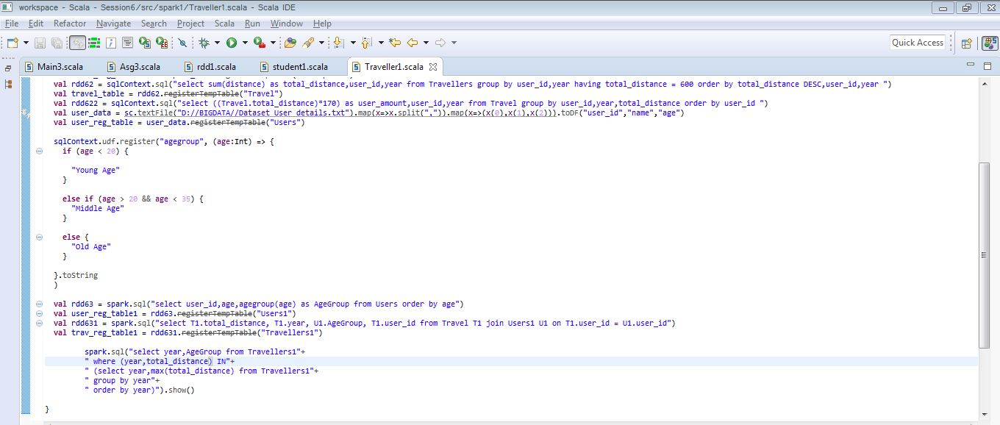 workspace - Scala - Session6/src/spark1/Traveller1.scala - Scala IDE
File Edit Refactor Navigate Search Project Scala Run Window Help
Quick Access
Main3.scala Asg3.scala rdd1.scala student1.scala Traveller1.scala
val rdd62 = sqlContext.sql("select sum(distance) as total_distance,user_id,year from Travellers group by user_id,year having total_distance = 600 order by total_distance DESC,user_id,year ")
val travel_table = rdd62.registerTempTable("Travel")
val rdd622 = sqlContext.sql("select ((Travel.total_distance)*170) as user_amount,user_id,year from Travel group by user_id,year,total_distance order by user_id ")
val user_data = sc.textFile("D://BIGDATA//Dataset_User_details.txt").map(x=>x.split(",")).map(x=>(x(0),x(1),x(2))).toDF("user_id","name","age")
val user_reg_table = user_data.registerTempTable("Users")
sqlContext.udf.register("agegroup", (age:Int) => {
if (age < 20) {
"Young Age"
}
else if (age > 20 && age < 35) {
"Middle Age"
}
else {
"Old Age"
}
}.toString
)
val rdd63 = spark.sql("select user_id,age,agegroup(age) as AgeGroup from Users order by age")
val user_reg_table1 = rdd63.registerTempTable("Users1")
val rdd631 = spark.sql("select T1.total_distance, T1.year, U1.AgeGroup, T1.user_id from Travel T1 join Users1 U1 on T1.user_id = U1.user_id")
val trav_reg_table1 = rdd631.registerTempTable("Travellers1")
spark.sql("select year,AgeGroup from Travellers1"+
" where (year,total_distance) IN"+
" (select year,max(total_distance) from Travellers1"+
" group by year"+
" order by year)").show()
}